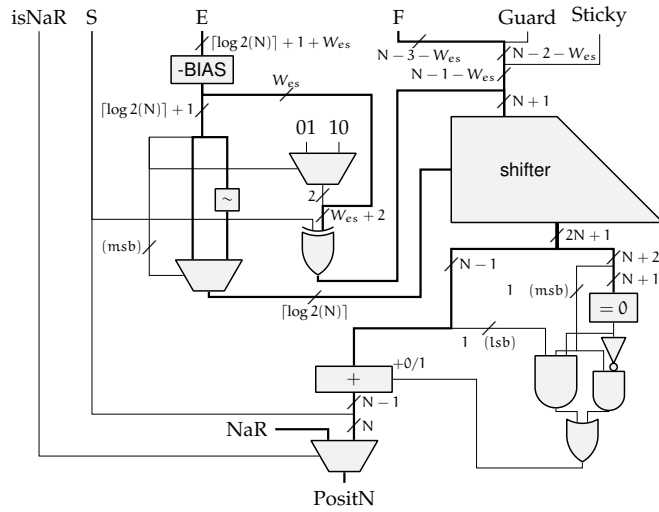 isNaR S E F Guard Sticky
⌈log 2(N)⌉ + 1 + W_es
N − 3 − W_es
N − 2 − W_es
-BIAS
W_es
N − 1 − W_es
⌈log 2(N)⌉ + 1
N + 1
01 10
shifter
2
~
W_es + 2
2N + 1
(msb)
N − 1
N + 2
N + 1
1 (msb)
⌈log 2(N)⌉
= 0
1 (lsb)
+0/1
+
N − 1
NaR
N
PositN